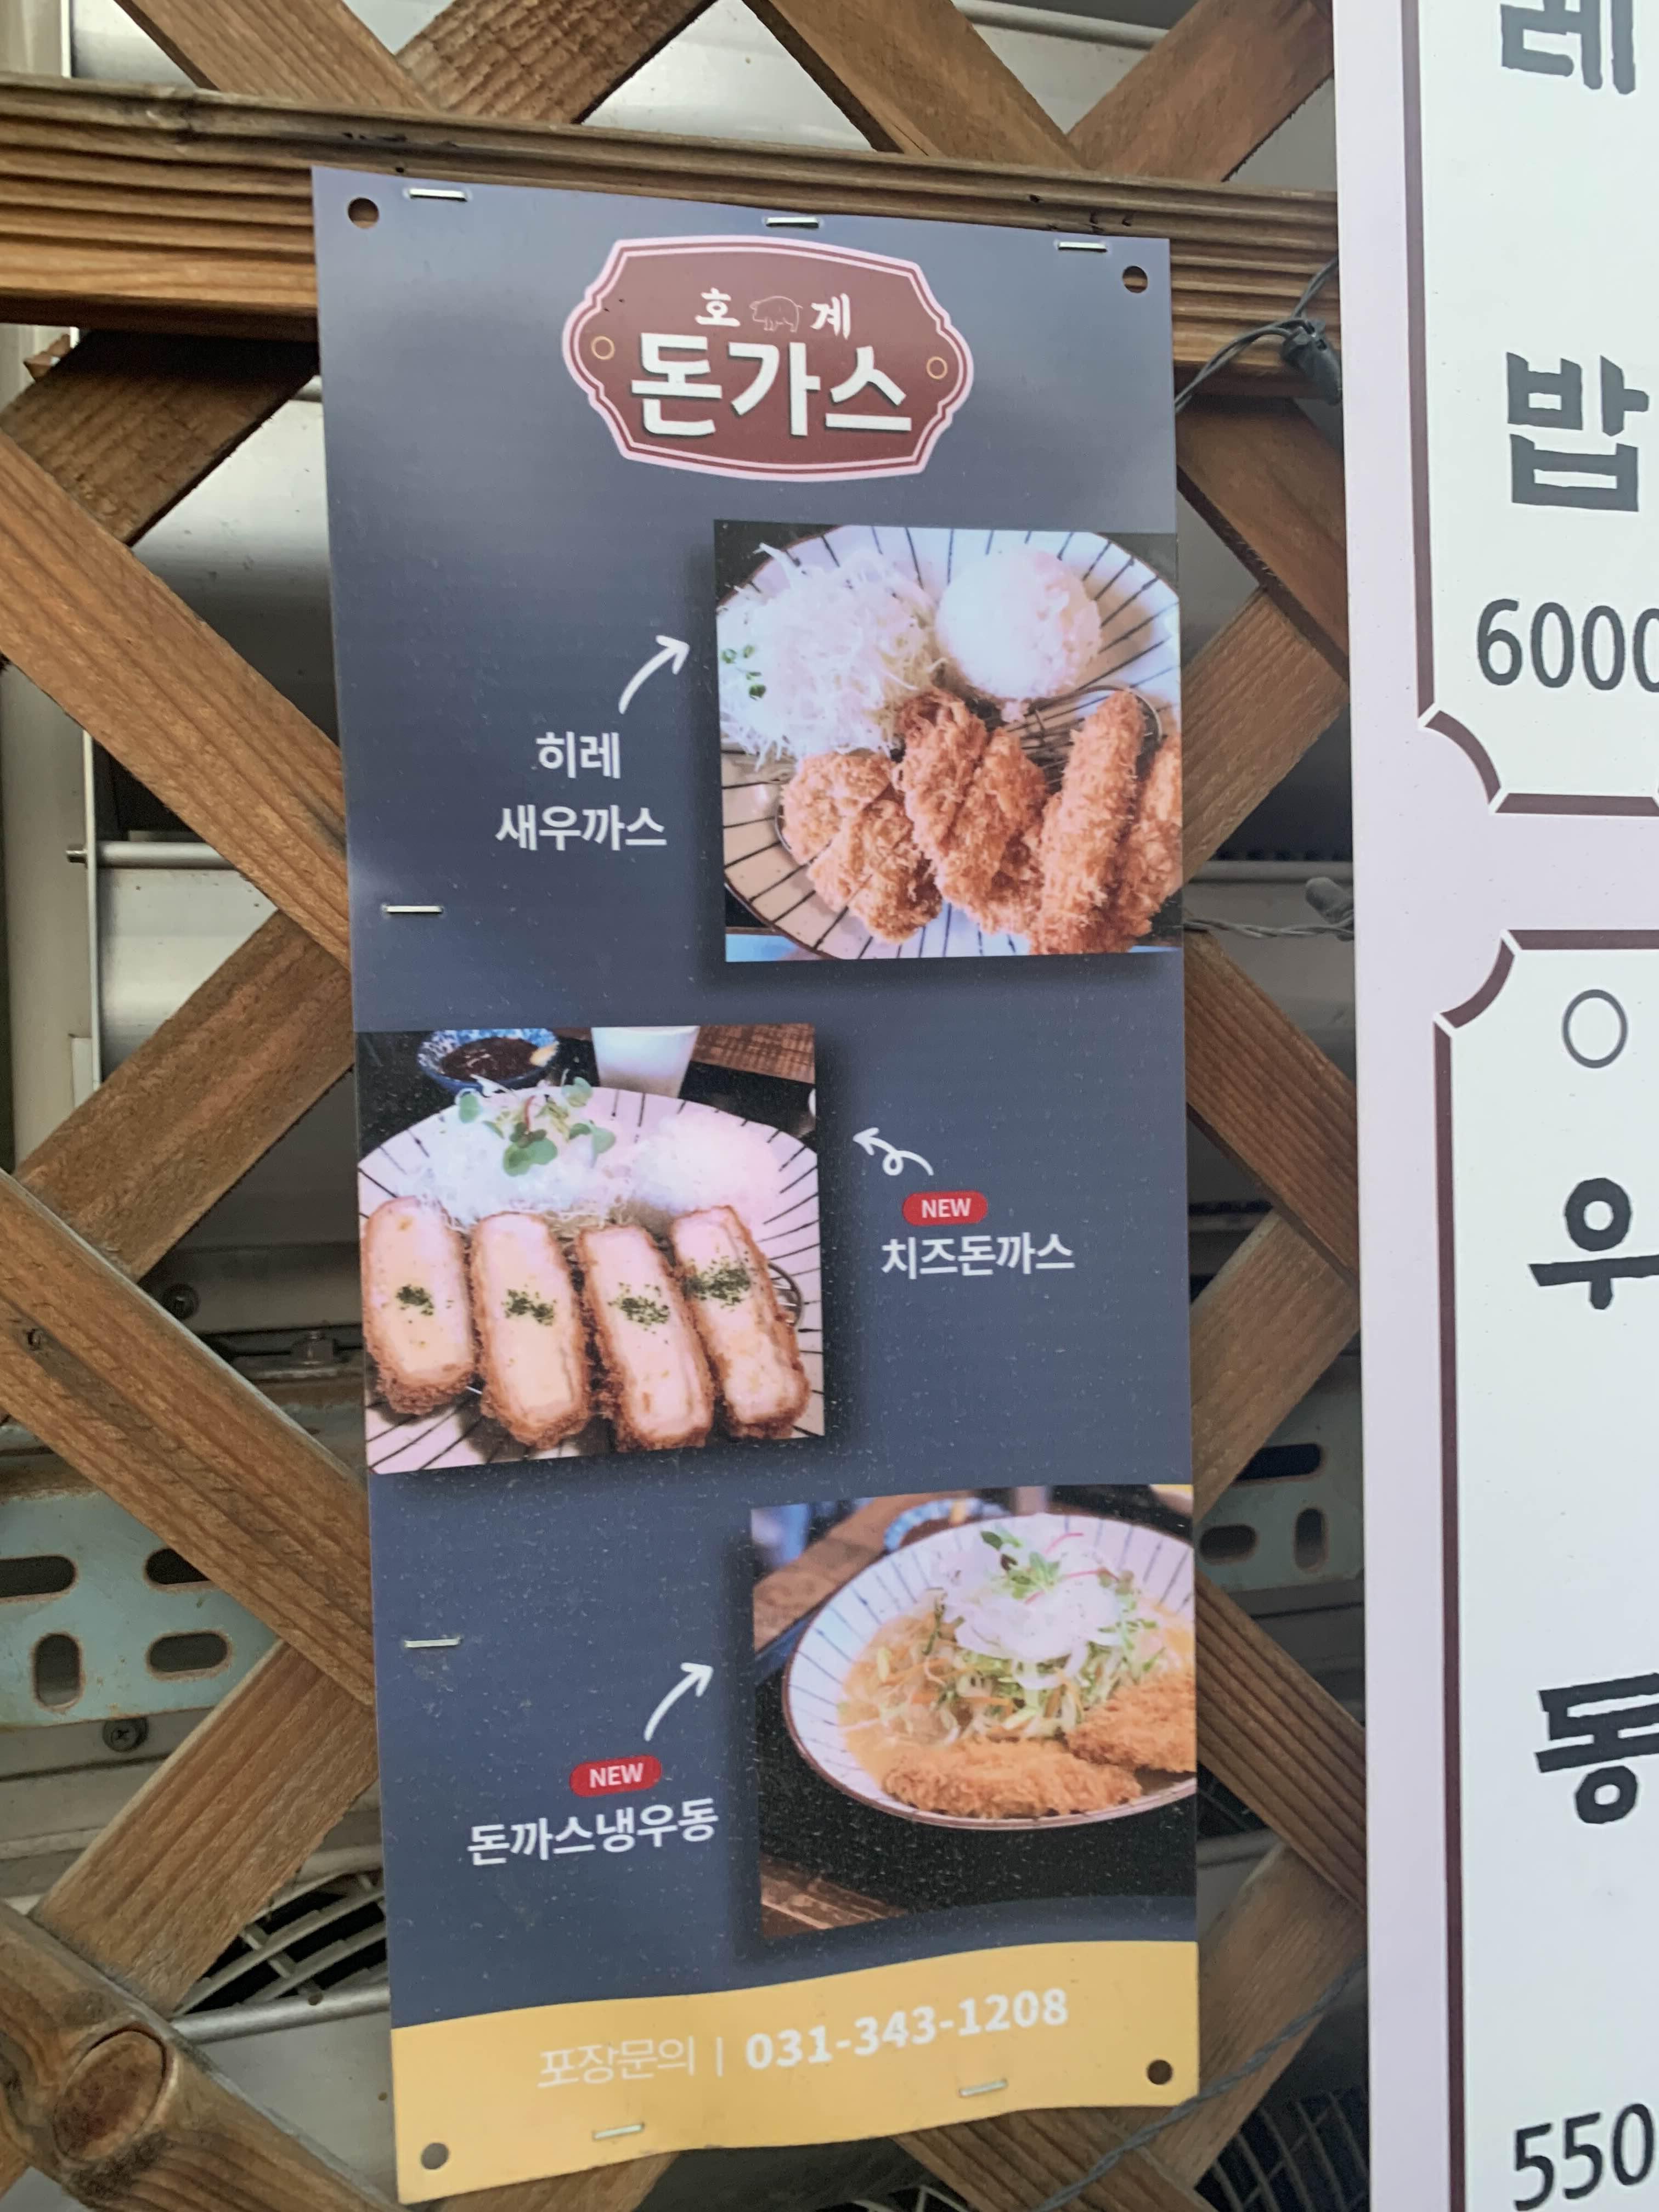 호 계
돈가스
히레
새우까스
NEW
치즈돈까스
NEW
돈까스냉우동
포장문의 | 031-343-1208
레
밥
6000
우
동
550